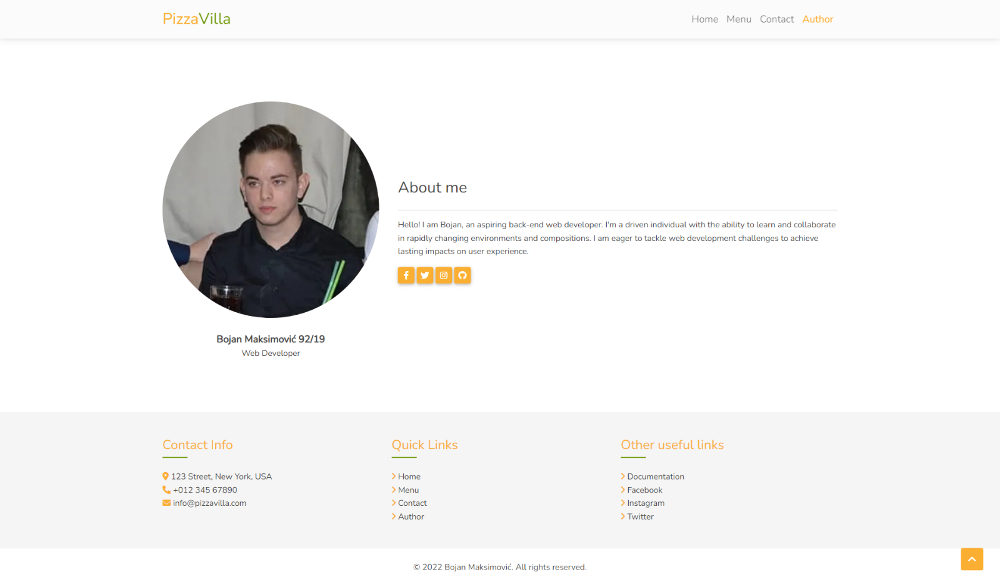 PizzaVilla
Home Menu Contact Author
About me
Hello! I am Bojan, an aspiring back-end web developer. I'm a driven individual with the ability to learn and collaborate
in rapidly changing environments and compositions. I am eager to tackle web development challenges to achieve
lasting impacts on user experience.
Bojan Maksimović 92/19
Web Developer
Contact Info
123 Street, New York, USA
+012 345 67890
info@pizzavilla.com
Quick Links
Home
Menu
Contact
Author
Other useful links
Documentation
Facebook
Instagram
Twitter
© 2022 Bojan Maksimović. All rights reserved.